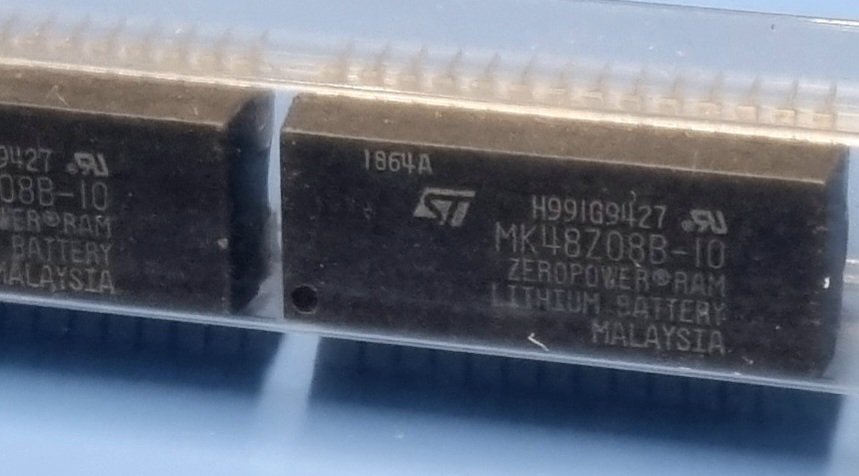 9427
08B-10
WER®RAM
BATTERY
MALAYSIA
1864A
ST
H991G9427
MK48Z08B-10
ZEROPOWER®RAM
LITHIUM BATTERY
MALAYSIA